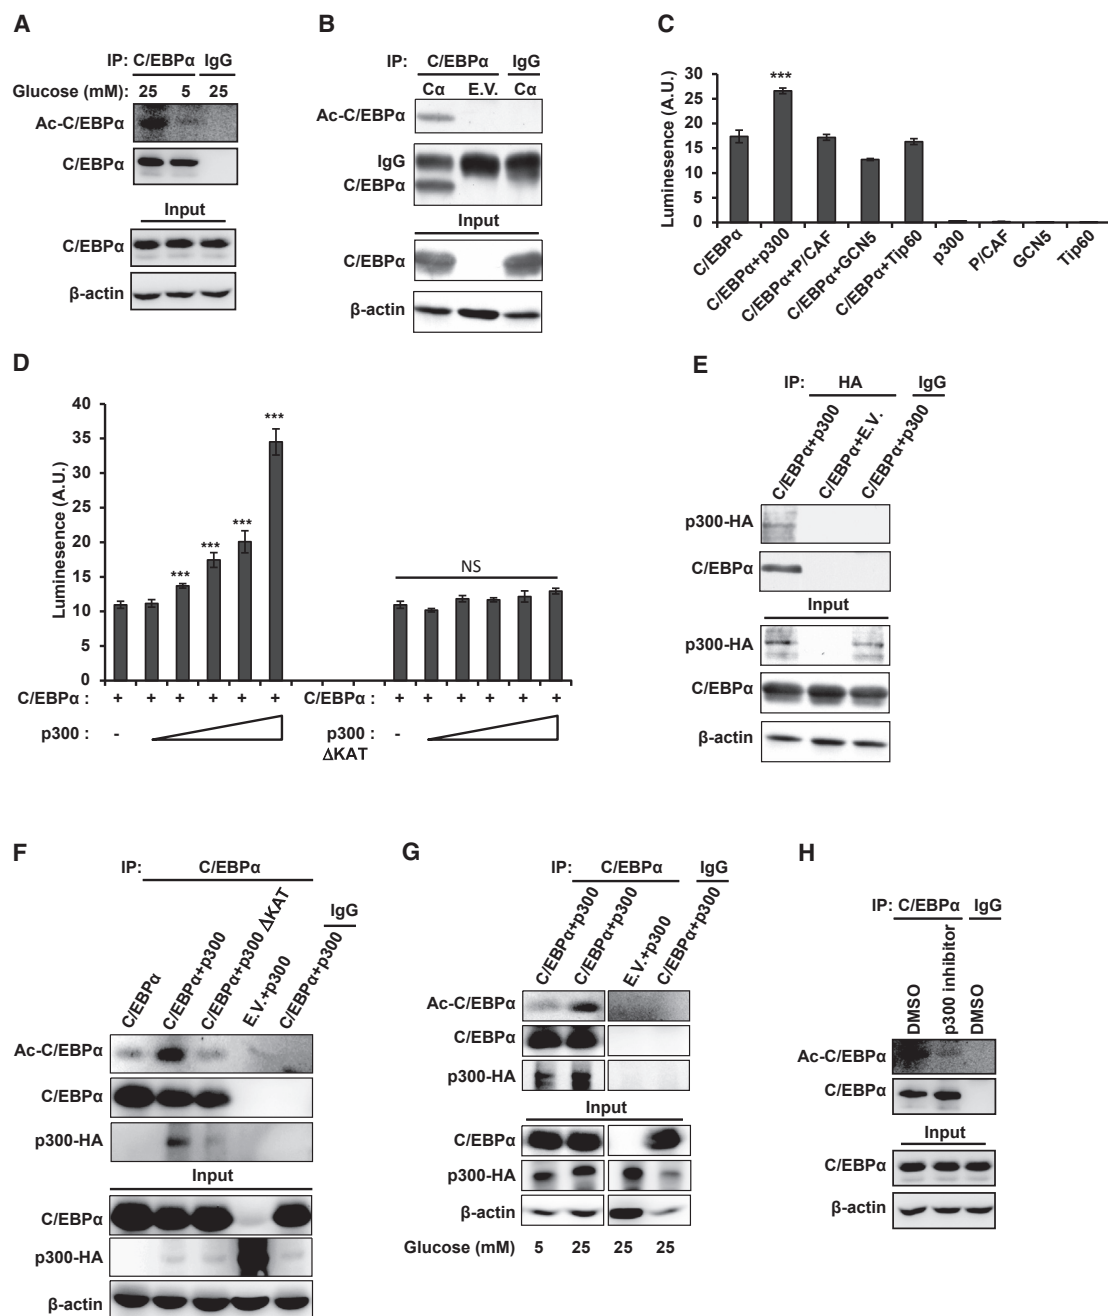 A
IP: C/EBPα IgG
Glucose (mM): 25 5 25
Ac-C/EBPα
C/EBPα
Input
C/EBPα
β-actin
B
IP: C/EBPα IgG
Cα E.V. Cα
Ac-C/EBPα
IgG
C/EBPα
Input
C/EBPα
β-actin
C
Luminesence (A.U.)
30
25
20
15
10
5
0
***
C/EBPα
C/EBPα+p300
C/EBPα+P/CAF
C/EBPα+GCN5
C/EBPα+Tip60
p300
P/CAF
GCN5
Tip60
D
Luminesence (A.U.)
40
35
30
25
20
15
10
5
0
*** *** *** ***
NS
C/EBPα : + + + + + + C/EBPα : + + + + + +
p300 : - p300 : -
ΔKAT
E
IP: HA IgG
C/EBPα+p300
C/EBPα+E.V.
C/EBPα+p300
p300-HA
C/EBPα
Input
p300-HA
C/EBPα
β-actin
F
IP: C/EBPα
IgG
C/EBPα
C/EBPα+p300
C/EBPα+p300 ΔKAT
E.V.+p300
C/EBPα+p300
Ac-C/EBPα
C/EBPα
p300-HA
Input
C/EBPα
p300-HA
β-actin
G
IP: C/EBPα IgG
C/EBPα+p300
C/EBPα+p300
E.V.+p300
C/EBPα+p300
Ac-C/EBPα
C/EBPα
p300-HA
Input
C/EBPα
p300-HA
β-actin
Glucose (mM) 5 25 25 25
H
IP: C/EBPα IgG
DMSO
p300 inhibitor
DMSO
Ac-C/EBPα
C/EBPα
Input
C/EBPα
β-actin